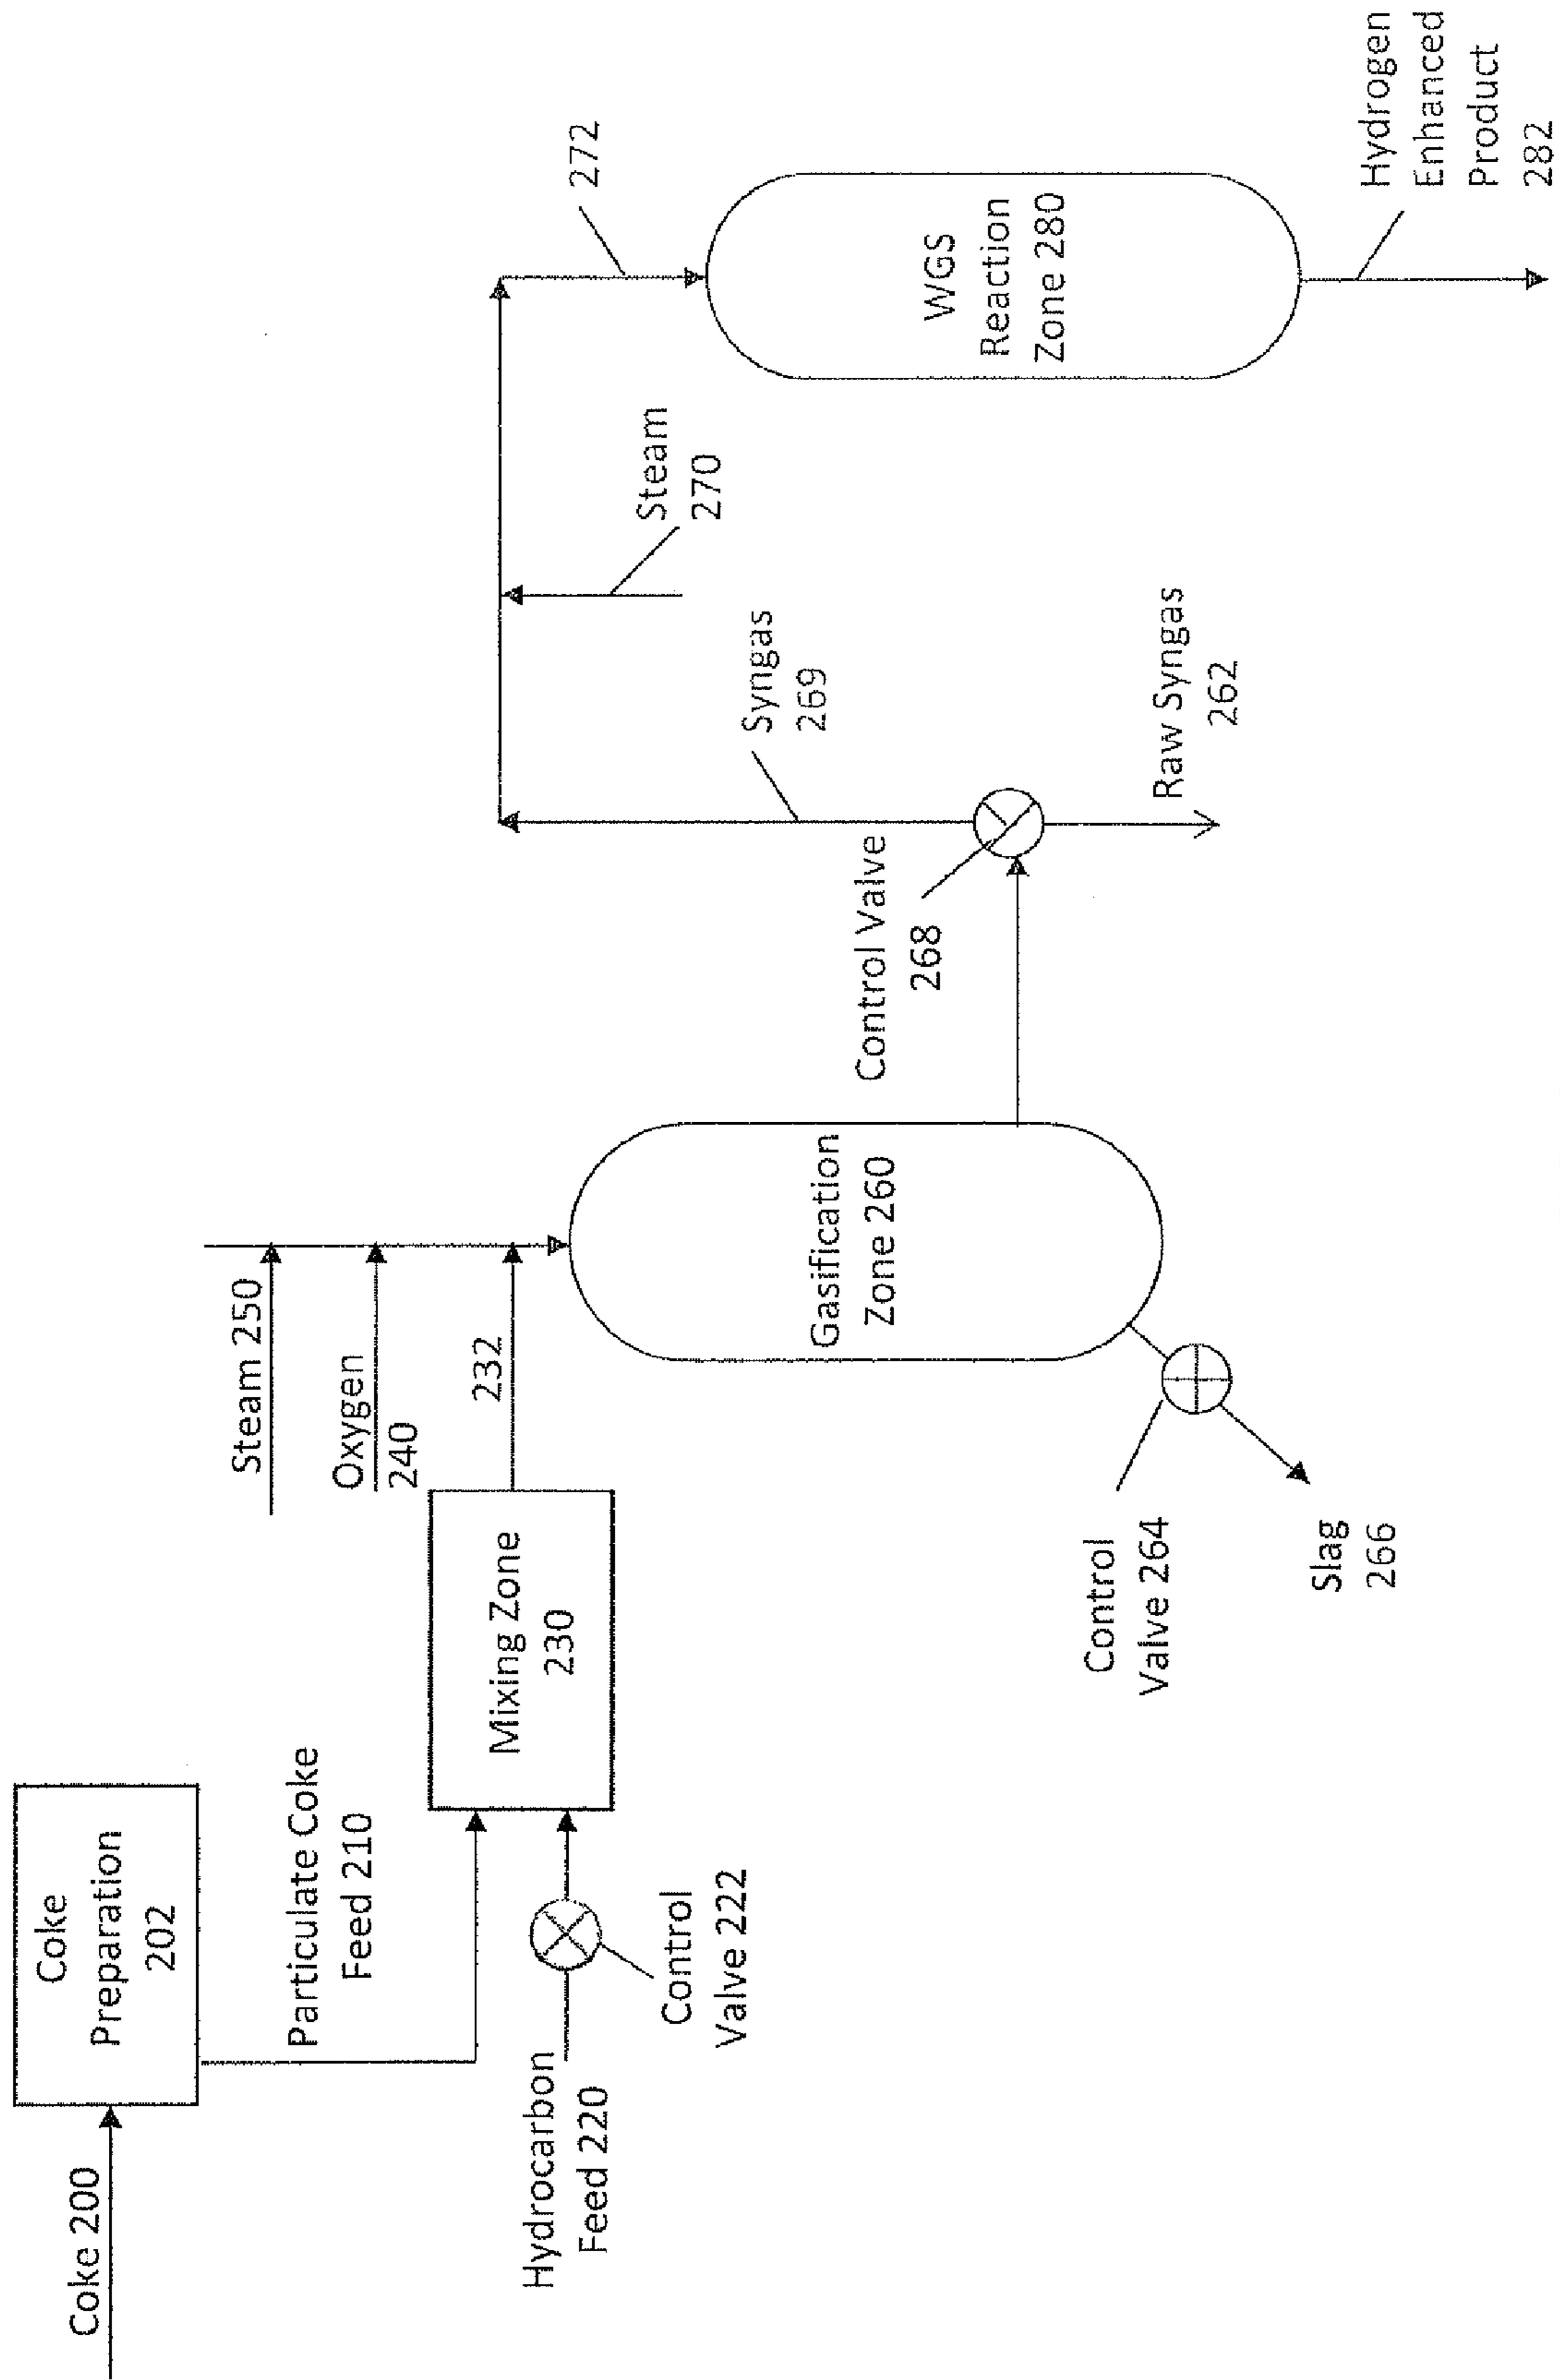 Coke 200
Coke
Preparation
202
Particulate Coke
Feed 210
Hydrocarbon
Feed 220
Control
Valve 222
Mixing Zone
230
232
Steam 250
Oxygen
240
Gasification
Zone 260
Control
Valve 264
Slag
266
Control Valve
268
Raw Syngas
262
Syngas
269
Steam
270
272
WGS
Reaction
Zone 280
Hydrogen
Enhanced
Product
282